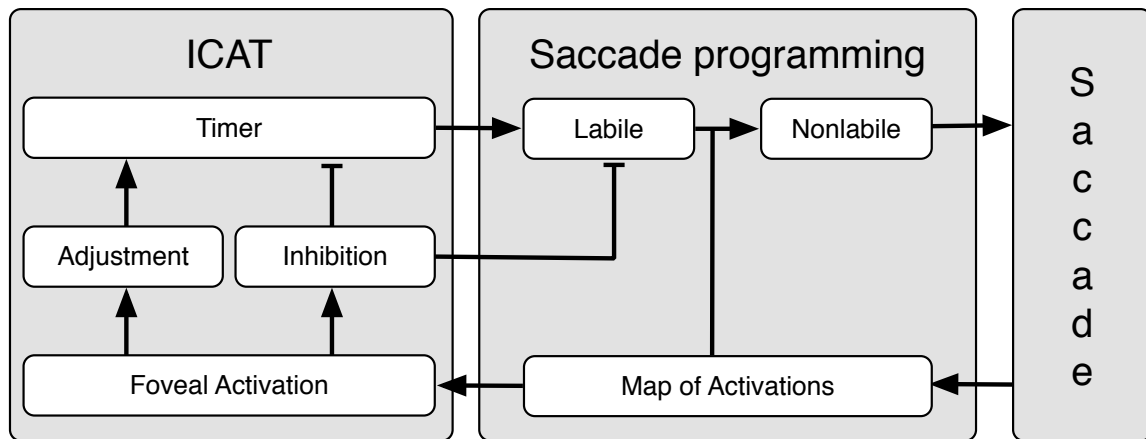 ICAT
Timer
Adjustment
Inhibition
Foveal Activation
Saccade programming
Labile
Nonlabile
Map of Activations
S
a
c
c
a
d
e